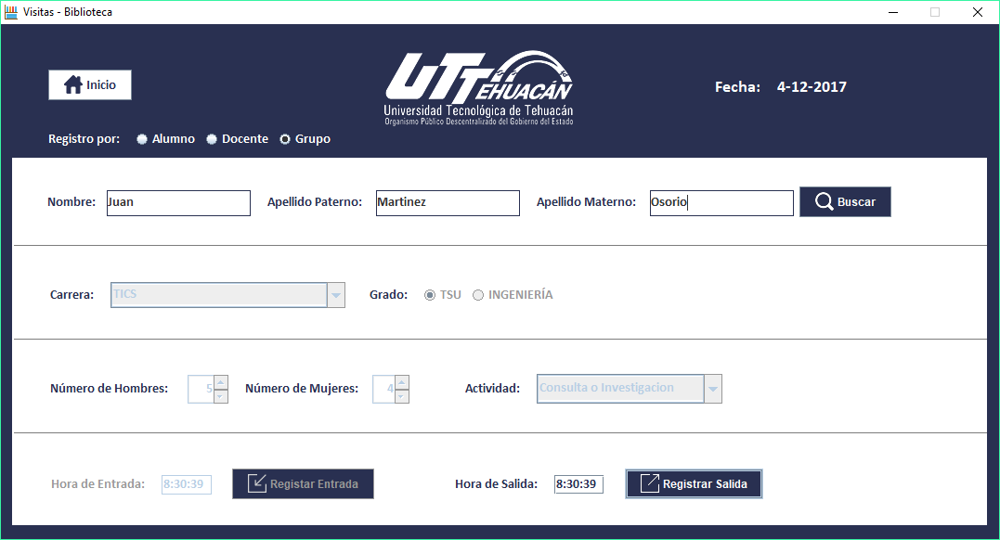 Visitas - Biblioteca
Inicio
UTTEHUACÁN
Universidad Tecnológica de Tehuacán
Organismo Público Descentralizado del Gobierno del Estado
Fecha: 4-12-2017
Registro por: Alumno Docente Grupo
Nombre: Juan Apellido Paterno: Martinez Apellido Materno: Osorio Buscar
Carrera: TICS Grado: TSU INGENIERÍA
Número de Hombres: 5 Número de Mujeres: 4 Actividad: Consulta o Investigacion
Hora de Entrada: 8:30:39 Registar Entrada Hora de Salida: 8:30:39 Registrar Salida